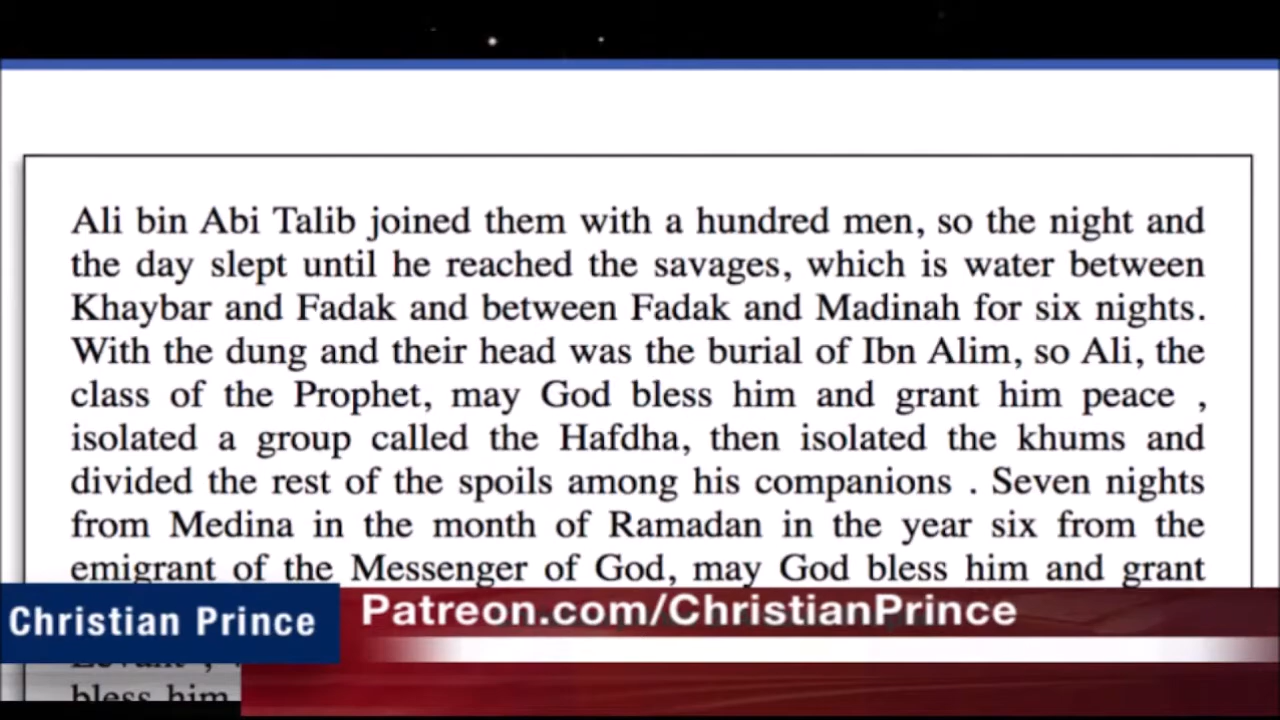 Ali bin Abi Talib joined them with a hundred men, so the night and
the day slept until he reached the savages, which is water between
Khaybar and Fadak and between Fadak and Madinah for six nights.
With the dung and their head was the burial of Ibn Alim, so Ali, the
class of the Prophet, may God bless him and grant him peace ,
isolated a group called the Hafdha, then isolated the khums and
divided the rest of the spoils among his companions . Seven nights
from Medina in the month of Ramadan in the year six from the
emigrant of the Messenger of God, may God bless him and grant
Christian Prince
Patreon.com/ChristianPrince
bless him